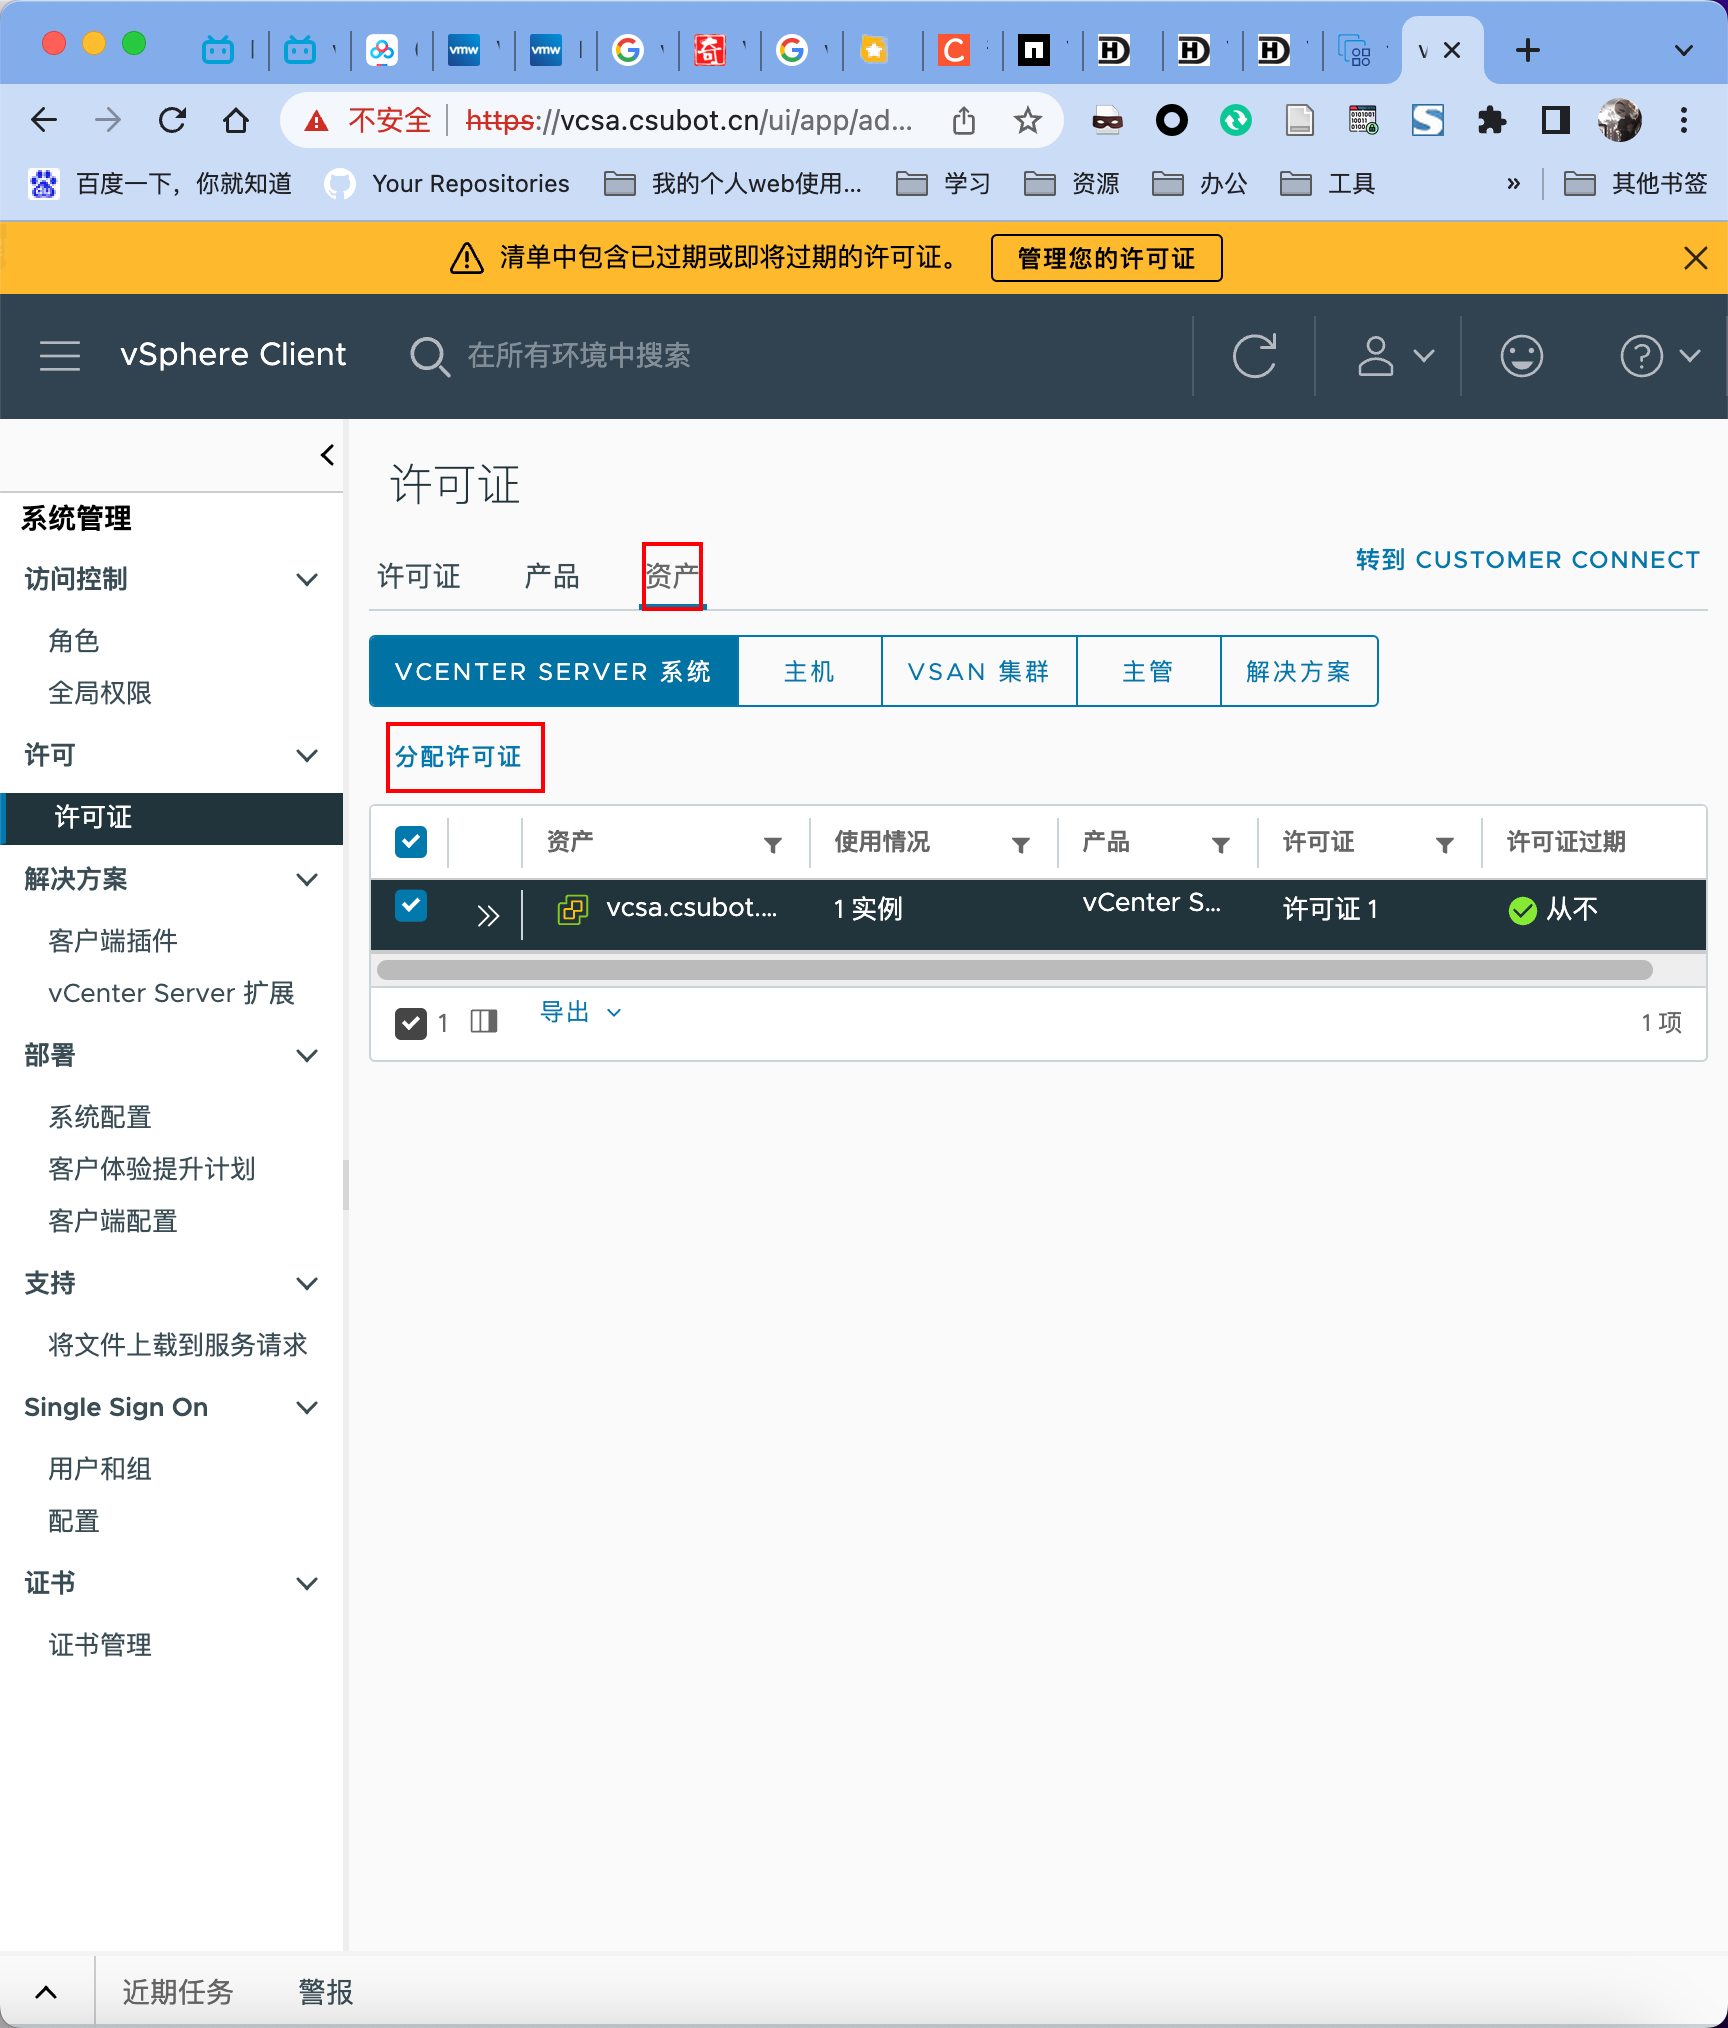 不安全 https://vcsa.csubot.cn/ui/app/ad...
百度一下，你就知道 Your Repositories 我的个人web使用... 学习 资源 办公 工具 » 其他书签
清单中包含已过期或即将过期的许可证。 管理您的许可证
vSphere Client 在所有环境中搜索
系统管理
访问控制
角色
全局权限
许可
许可证
解决方案
客户端插件
vCenter Server 扩展
部署
系统配置
客户体验提升计划
客户端配置
支持
将文件上载到服务请求
Single Sign On
用户和组
配置
证书
证书管理
许可证
许可证 产品 资产 转到 CUSTOMER CONNECT
VCENTER SERVER 系统 主机 VSAN 集群 主管 解决方案
分配许可证
资产 使用情况 产品 许可证 许可证过期
vcsa.csubot.... 1 实例 vCenter S... 许可证 1 从不
1 导出 1 项
近期任务 警报